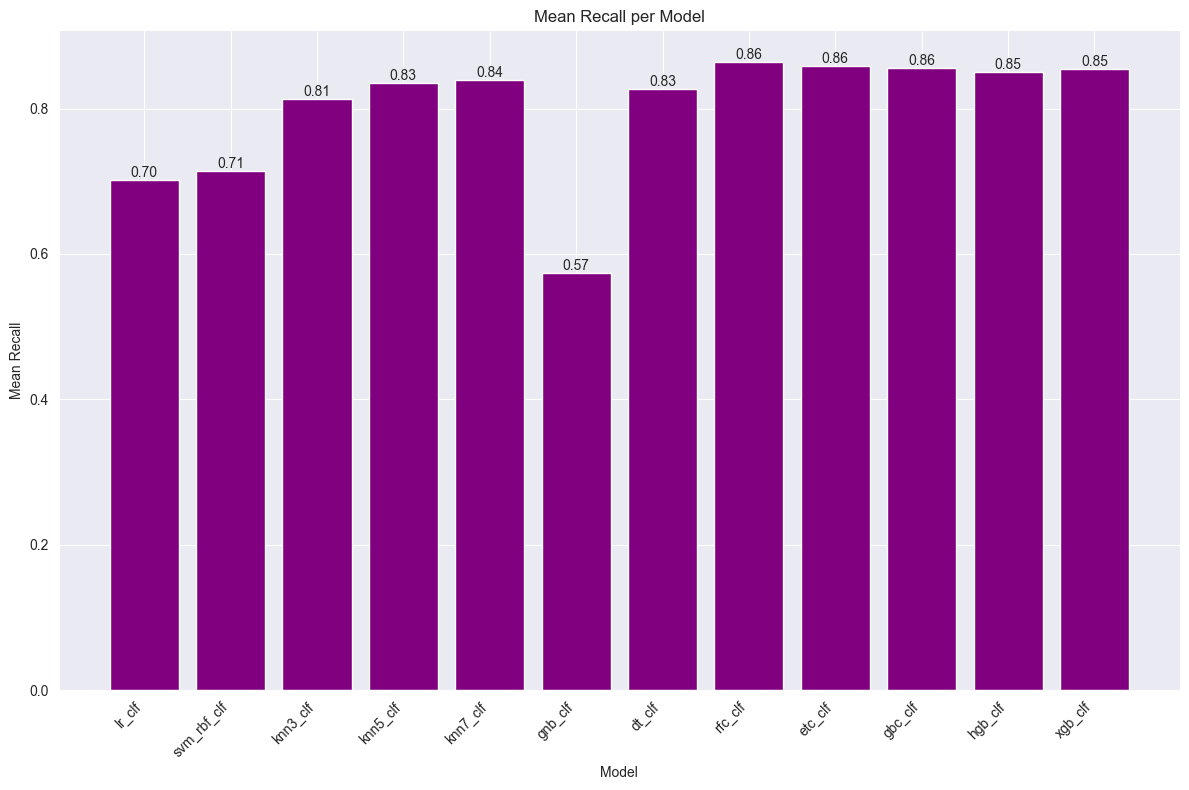 Mean Recall per Model
Mean Recall
0.8
0.6
0.4
0.2
0.0
0.70
0.71
0.81
0.83
0.84
0.57
0.83
0.86
0.86
0.86
0.85
0.85
lr_clf
svm_rbf_clf
knn3_clf
knn5_clf
knn7_clf
gnb_clf
dt_clf
rfc_clf
etc_clf
gbc_clf
hgb_clf
xgb_clf
Model